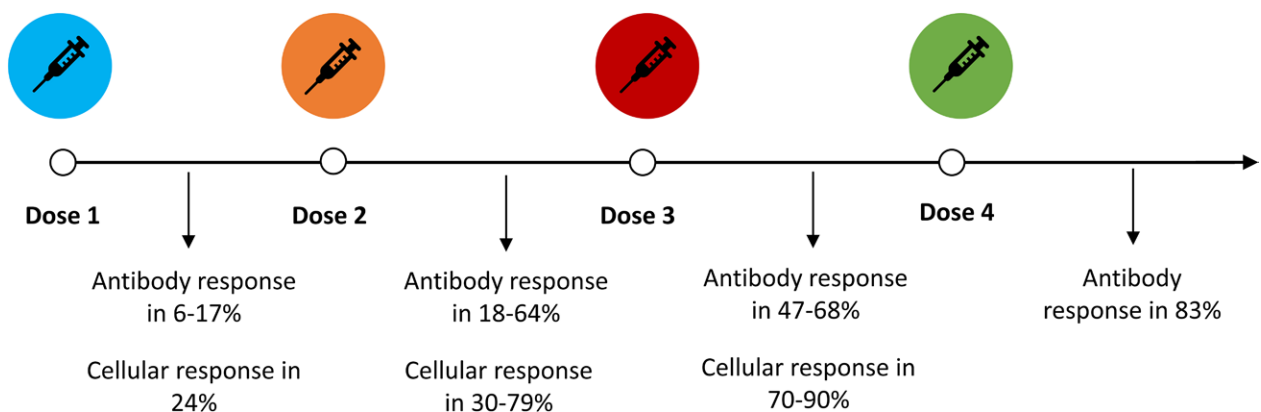 Dose 1
Dose 2
Dose 3
Dose 4
Antibody response
in 6-17%
Cellular response in
24%
Antibody response
in 18-64%
Cellular response
in 30-79%
Antibody response
in 47-68%
Cellular response in
70-90%
Antibody
response in 83%